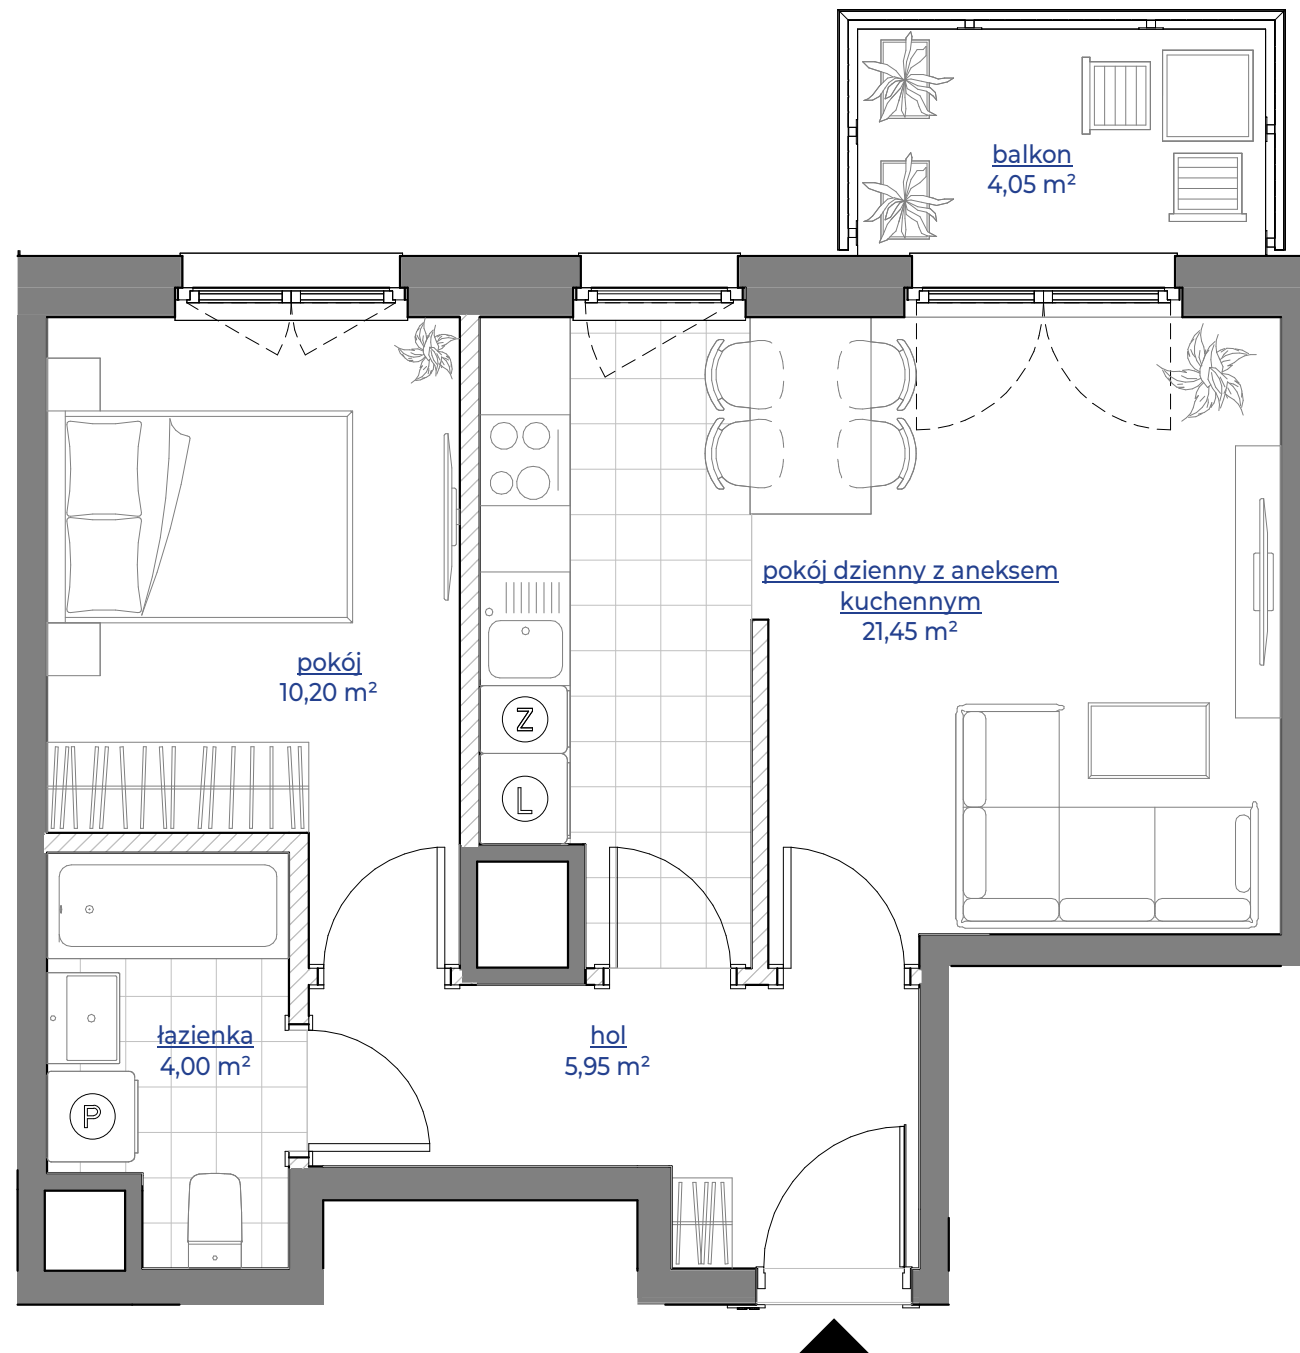 balkon
4,05 m²
pokój dzienny z aneksem
kuchennym
21,45 m²
pokój
10,20 m²
Z
L
łazienka
4,00 m²
hol
5,95 m²
P